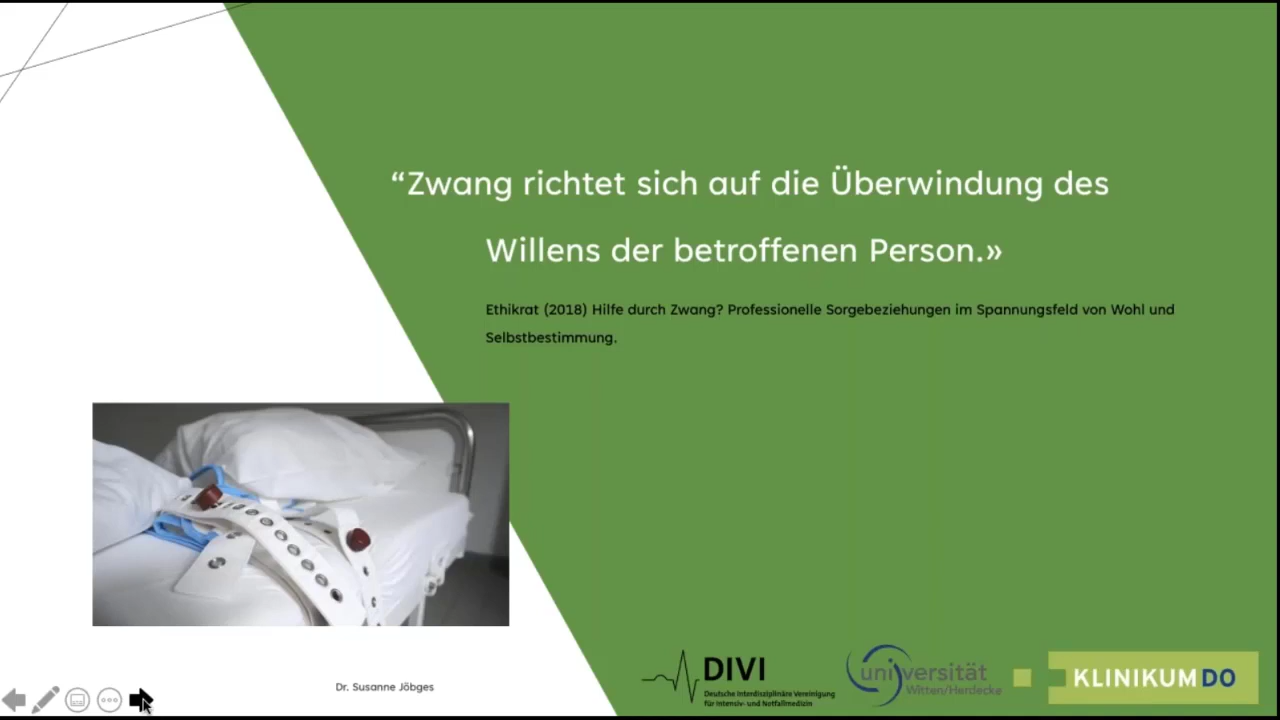 “Zwang richtet sich auf die Überwindung des
Willens der betroffenen Person.»
Ethikrat (2018) Hilfe durch Zwang? Professionelle Sorgebeziehungen im Spannungsfeld von Wohl und
Selbstbestimmung.
Dr. Susanne Jöbges
DIVI
Deutsche Interdisziplinäre Vereinigung
für Intensiv- und Notfallmedizin
universität
Witten/Herdecke
KLINIKUMDO